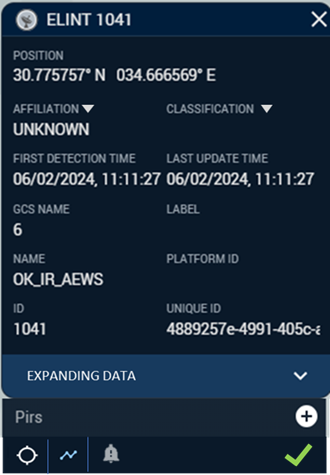 ELINT 1041
POSITION
30.775757° N 034.666569° E
AFFILIATION CLASSIFICATION
UNKNOWN
FIRST DETECTION TIME LAST UPDATE TIME
06/02/2024, 11:11:27 06/02/2024, 11:11:27
GCS NAME LABEL
6
NAME PLATFORM ID
OK_IR_AEWS
ID UNIQUE ID
1041 4889257e-4991-405c-a
EXPANDING DATA
Pirs